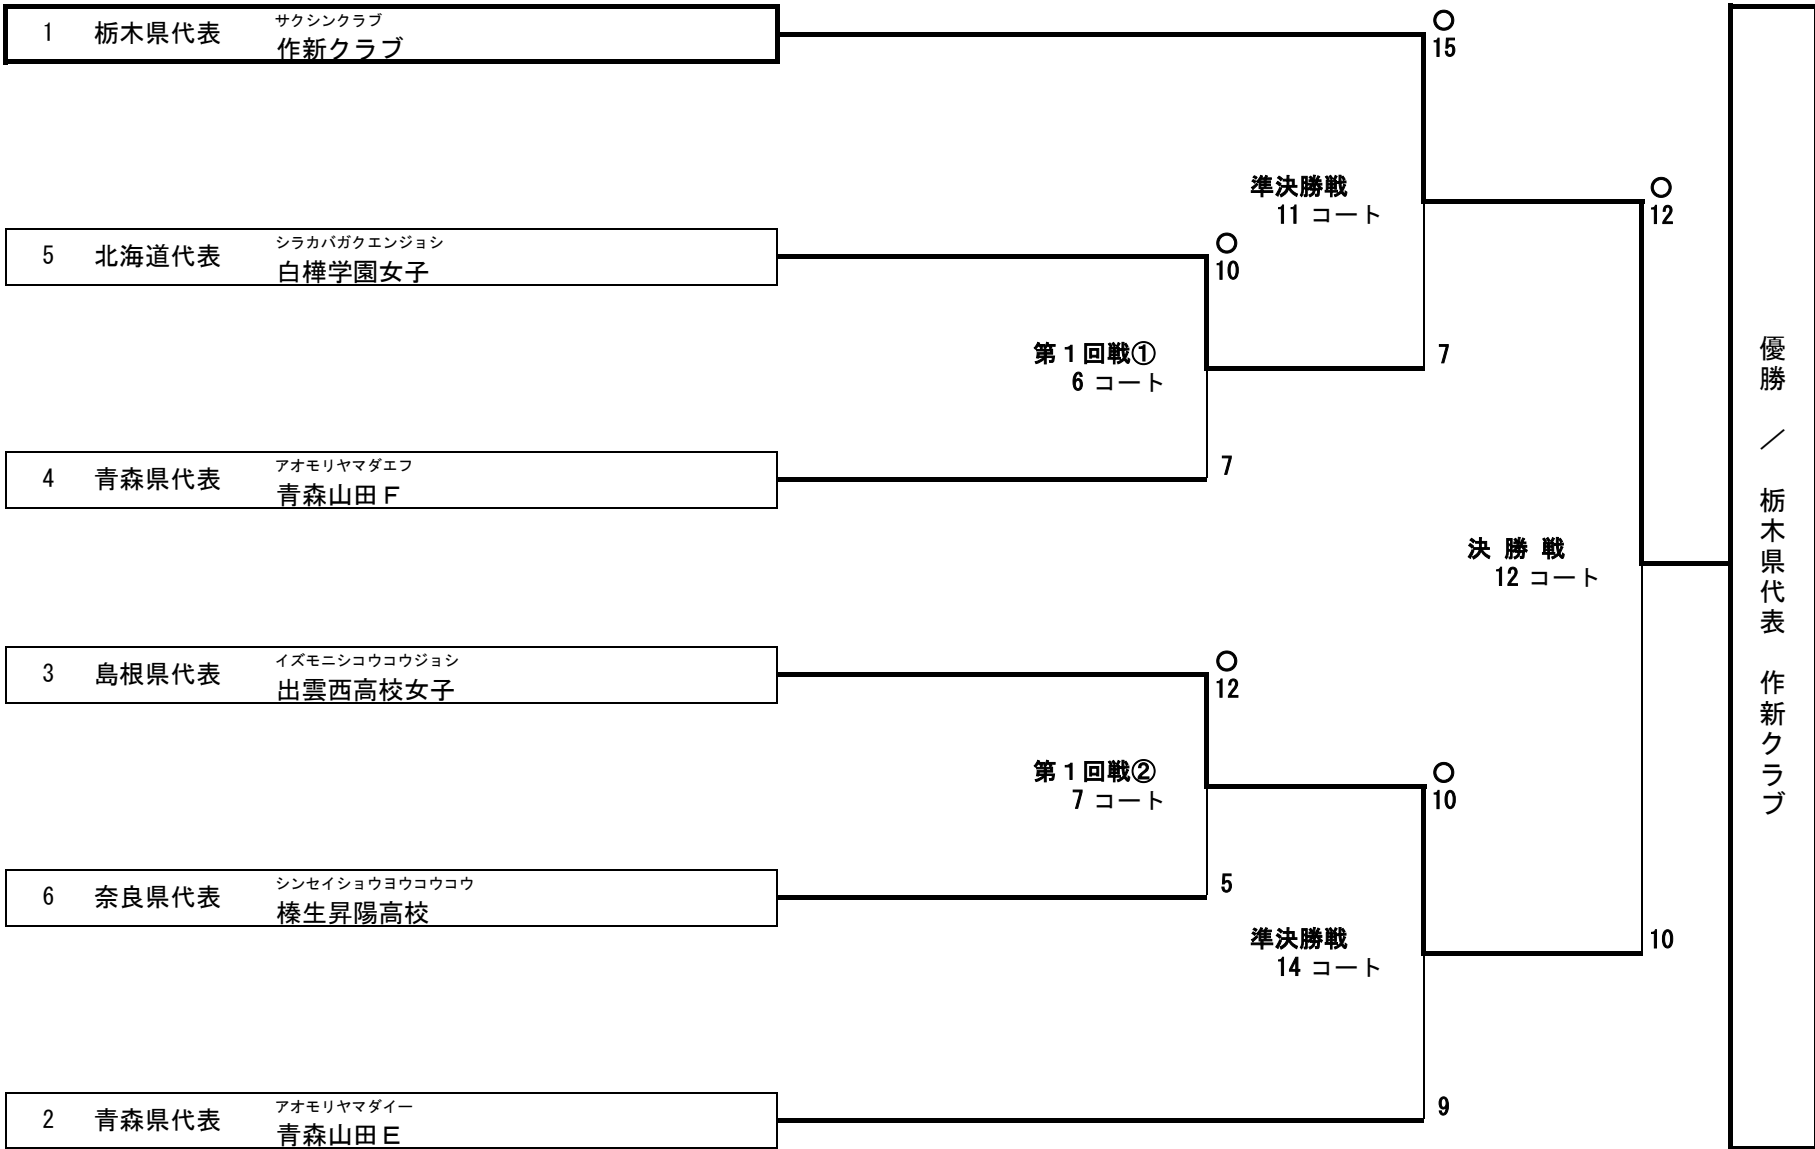 サクシンクラブ
1 栃木県代表 作新クラブ
○
15
準決勝戦
11 コート
○
12
シラカバガクエンジョシ
5 北海道代表 白樺学園女子
○
10
第１回戦①
6 コート
7
アオモリヤマダエフ
4 青森県代表 青森山田Ｆ
7
決 勝 戦
12 コート
イズモニシコウコウジョシ
3 島根県代表 出雲西高校女子
○
12
第１回戦②
7 コート
○
10
シンセイショウヨウコウコウ
6 奈良県代表 榛生昇陽高校
5
準決勝戦
14 コート
10
アオモリヤマダイー
2 青森県代表 青森山田Ｅ
9
優勝 ／ 栃木県代表 作新クラブ